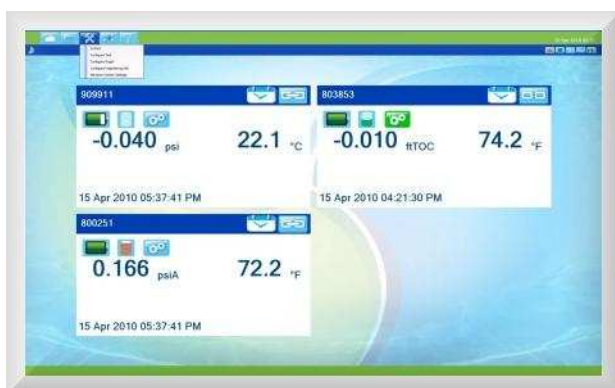 909911
-0.040 psi 22.1 °C
15 Apr 2010 05:37:41 PM
803853
-0.010 ftTOC 74.2 °F
15 Apr 2010 04:21:30 PM
800251
0.166 psiA 72.2 °F
15 Apr 2010 05:37:41 PM